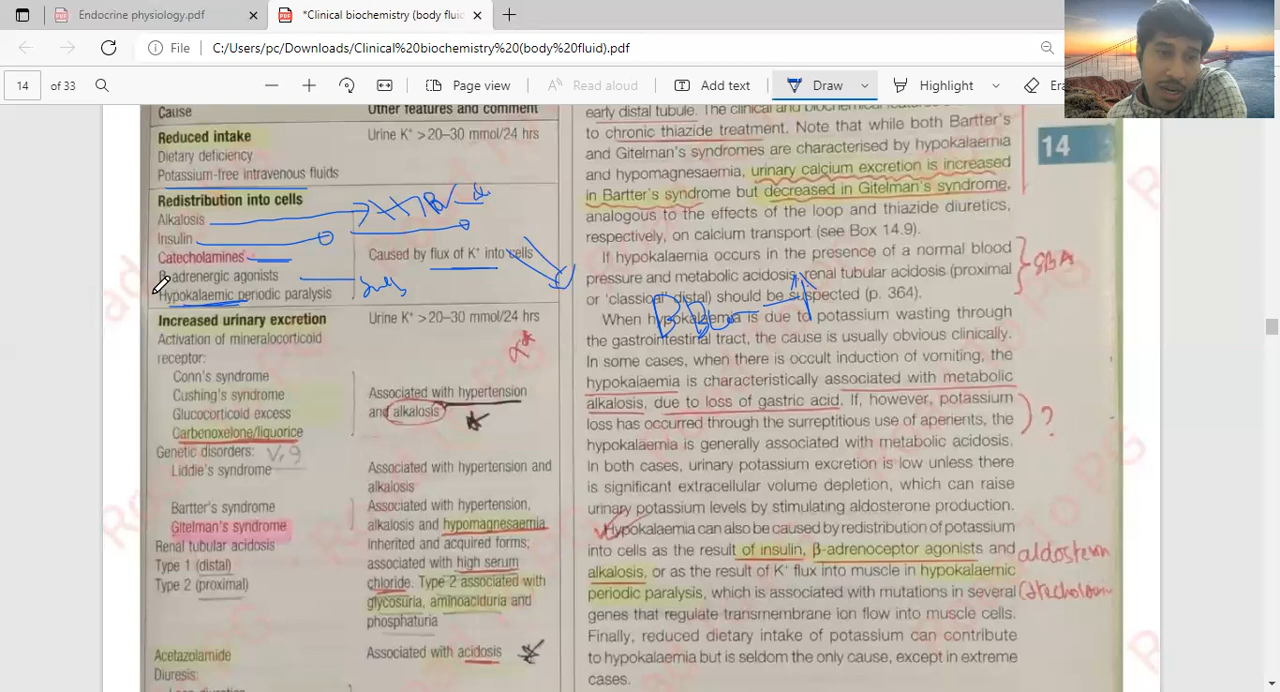 Endocrine physiology.pdf
*Clinical biochemistry (body fluid
File
C:/Users/pc/Downloads/Clinical%20biochemistry%20(body%20fluid).pdf
14 of 33
Page view
Read aloud
Add text
Draw
Highlight
Cause
Other features and comment
Reduced intake
Urine K+ >20–30 mmol/24 hrs
Dietary deficiency
Potassium-free intravenous fluids
Redistribution into cells
Alkalosis
Insulin
Catecholamines
Caused by flux of K+ into cells
β-adrenergic agonists
Hypokalaemic periodic paralysis
Increased urinary excretion
Urine K+ >20–30 mmol/24 hrs
Activation of mineralocorticoid
receptor:
Conn's syndrome
Cushing's syndrome
Associated with hypertension
Glucocorticoid excess
and alkalosis
Carbenoxelone/liquorice
Genetic disorders:
Liddie's syndrome
Associated with hypertension and
alkalosis
Bartter's syndrome
Associated with hypertension,
Gitelman's syndrome
alkalosis and hypomagnesaemia
Renal tubular acidosis
Inherited and acquired forms;
Type 1 (distal)
associated with high serum
Type 2 (proximal)
chloride. Type 2 associated with
glycosuria, aminoaciduria and
phosphaturia
Acetazolamide
Associated with acidosis
Diuresis:
early distal tubule. The clinical and biochemical features
to chronic thiazide treatment. Note that while both Bartter's
and Gitelman's syndromes are characterised by hypokalaemia
and hypomagnesaemia, urinary calcium excretion is increased
in Bartter's syndrome but decreased in Gitelman's syndrome,
analogous to the effects of the loop and thiazide diuretics,
respectively, on calcium transport (see Box 14.9).
If hypokalaemia occurs in the presence of a normal blood
pressure and metabolic acidosis, renal tubular acidosis (proximal
or 'classical' distal) should be suspected (p. 364).
When hypokalaemia is due to potassium wasting through
the gastrointestinal tract, the cause is usually obvious clinically.
In some cases, when there is occult induction of vomiting, the
hypokalaemia is characteristically associated with metabolic
alkalosis, due to loss of gastric acid. If, however, potassium
loss has occurred through the surreptitious use of aperients, the
hypokalaemia is generally associated with metabolic acidosis.
In both cases, urinary potassium excretion is low unless there
is significant extracellular volume depletion, which can raise
urinary potassium levels by stimulating aldosterone production.
Hypokalaemia can also be caused by redistribution of potassium
into cells as the result of insulin, β-adrenoceptor agonists and
alkalosis, or as the result of K+ flux into muscle in hypokalaemic
periodic paralysis, which is associated with mutations in several
genes that regulate transmembrane ion flow into muscle cells.
Finally, reduced dietary intake of potassium can contribute
to hypokalaemia but is seldom the only cause, except in extreme
cases.
14
SBA
?